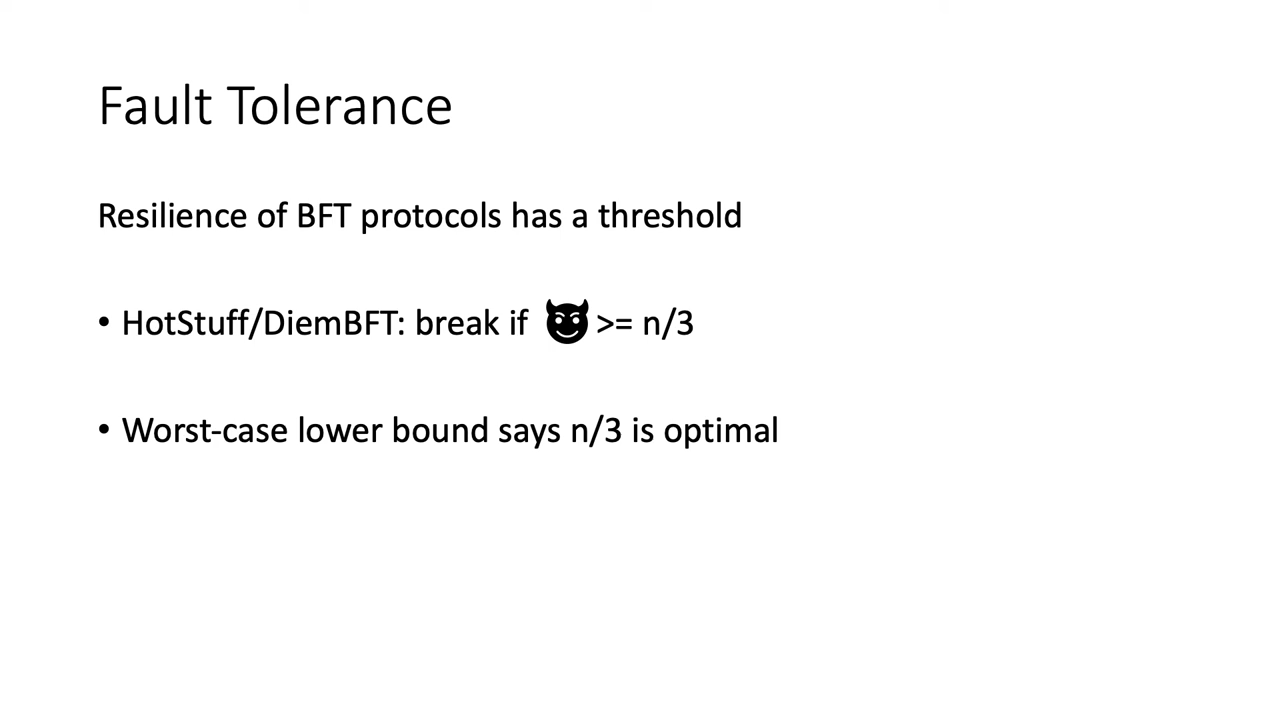 Fault Tolerance
Resilience of BFT protocols has a threshold
• HotStuff/DiemBFT: break if 😈 >= n/3
• Worst-case lower bound says n/3 is optimal